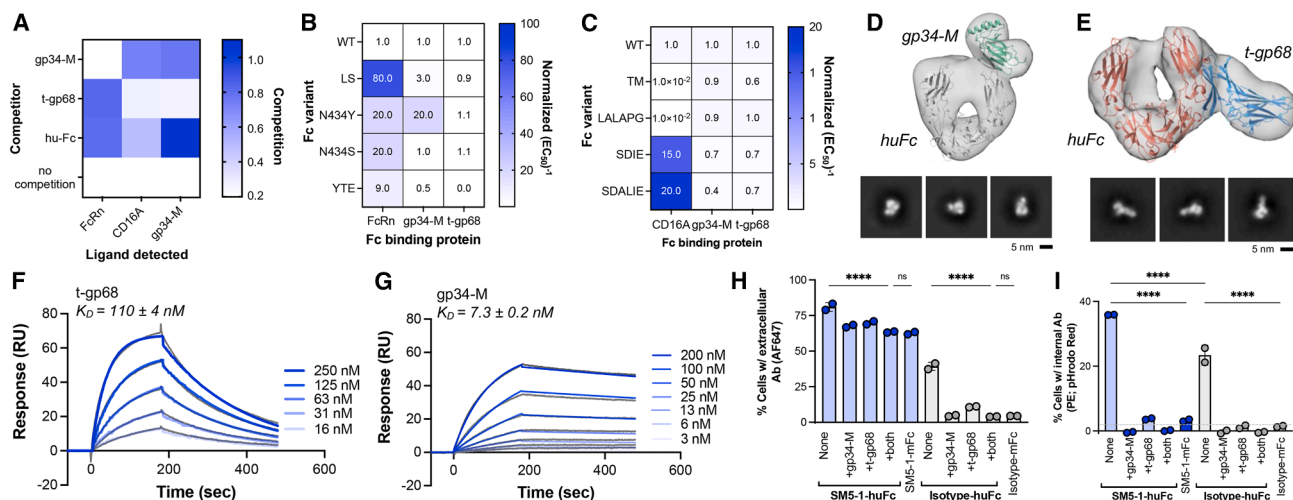 A
Competitor
gp34-M
t-gp68
hu-Fc
no competition
FcRn
CD16A
gp34-M
Ligand detected
1.0
0.8
0.6
0.4
0.2
Competition
B
Fc variant
WT 1.0 1.0 1.0
LS 80.0 3.0 0.9
N434Y 20.0 20.0 1.1
N434S 20.0 1.0 1.1
YTE 9.0 0.5 0.0
FcRn gp34-M t-gp68
Fc binding protein
100
80
60
40
20
0
Normalized (EC50)-1
C
Fc variant
WT 1.0 1.0 1.0
TM 1.0×10-2 0.9 0.6
LALAPG 1.0×10-2 0.9 1.0
SDIE 15.0 0.7 0.7
SDALIE 20.0 0.4 0.7
CD16A gp34-M t-gp68
Fc binding protein
20
1
10
5
0
Normalized (EC50)-1
D
gp34-M
huFc
5 nm
E
t-gp68
huFc
5 nm
F
t-gp68
KD = 110 ± 4 nM
Response (RU)
80
60
40
20
0
0 200 400 600
Time (sec)
250 nM
125 nM
63 nM
31 nM
16 nM
G
gp34-M
KD = 7.3 ± 0.2 nM
Response (RU)
80
60
40
20
0
0 200 400 600
Time (sec)
200 nM
100 nM
50 nM
25 nM
13 nM
6 nM
3 nM
H
% Cells w/ extracellular Ab (AF647)
100
75
50
25
0
**** ns **** ns
None
+gp34-M
+t-gp68
+both
SM5-1-mFc
None
+gp34-M
+t-gp68
+both
Isotype-mFc
SM5-1-huFc
Isotype-huFc
I
% Cells w/ internal Ab (PE; phrodo Red)
40
20
0
****
**** ****
None
+gp34-M
+t-gp68
+both
SM5-1-mFc
None
+gp34-M
+t-gp68
+both
Isotype-mFc
SM5-1-huFc
Isotype-huFc